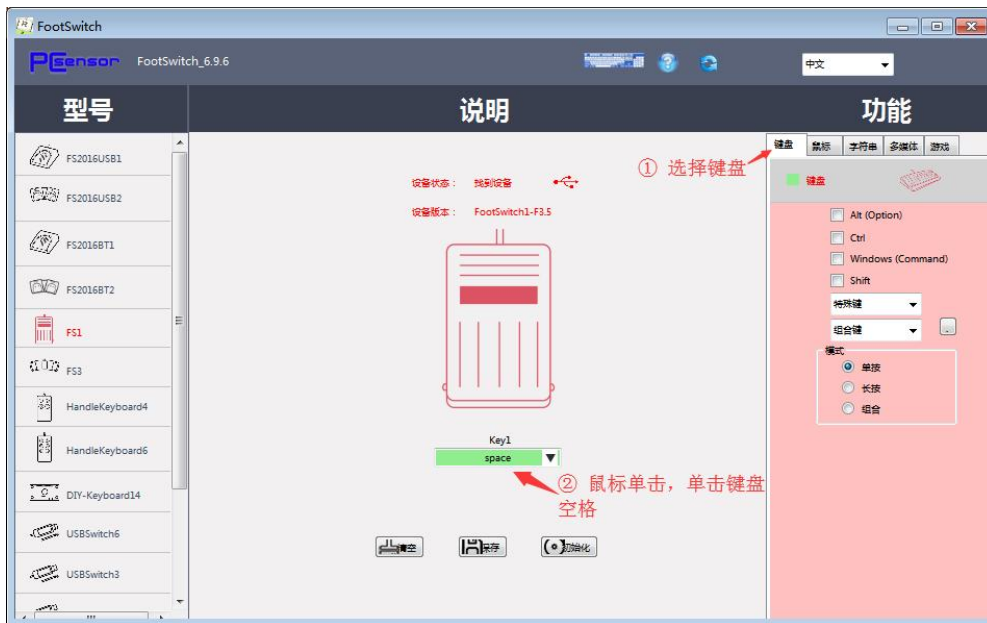 FootSwitch
PCsensor FootSwitch_6.9.6
中文
型号
说明
功能
FS2016USB1
FS2016USB2
FS2016BT1
FS2016BT2
FS1
FS3
HandleKeyboard4
HandleKeyboard6
DIY-Keyboard14
USBSwitch6
USBSwitch3
设备状态： 找到设备
设备版本： FootSwitch1-F3.5
Key1
space
② 鼠标单击，单击键盘
空格
清空 保存 初始化
① 选择键盘
键盘 鼠标 字符串 多媒体 游戏
键盘
Alt (Option)
Ctrl
Windows (Command)
Shift
特殊键
组合键
模式
单按
长按
组合